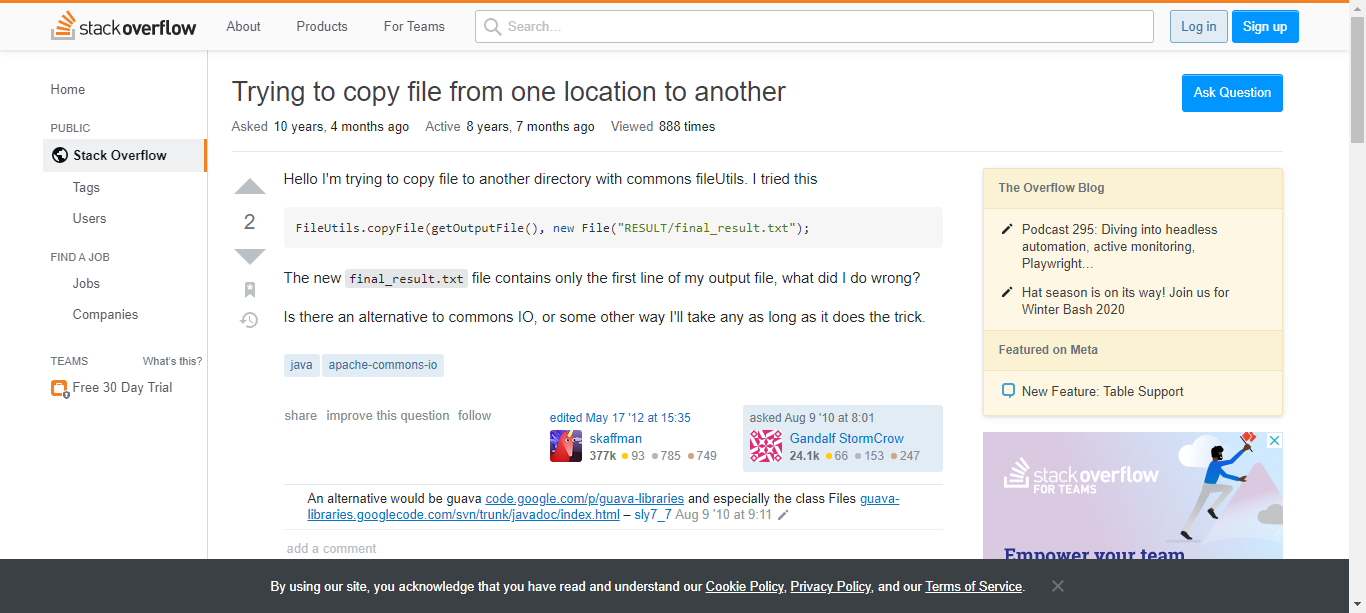 stackoverflow About Products For Teams Search... Log in Sign up
Home
PUBLIC
Stack Overflow
Tags
Users
FIND A JOB
Jobs
Companies
TEAMS What's this?
Free 30 Day Trial
Trying to copy file from one location to another
Ask Question
Asked 10 years, 4 months ago Active 8 years, 7 months ago Viewed 888 times
2
Hello I'm trying to copy file to another directory with commons fileUtils. I tried this
FileUtils.copyFile(getOutputFile(), new File("RESULT/final_result.txt");
The new final_result.txt file contains only the first line of my output file, what did I do wrong?
Is there an alternative to commons IO, or some other way I'll take any as long as it does the trick.
java apache-commons-io
share improve this question follow
edited May 17 '12 at 15:35
skaffman
377k 93 785 749
asked Aug 9 '10 at 8:01
Gandalf StormCrow
24.1k 66 153 247
An alternative would be guava code.google.com/p/guava-libraries and especially the class Files guava-
libraries.googlecode.com/svn/trunk/javadoc/index.html – sly7_7 Aug 9 '10 at 9:11
add a comment
The Overflow Blog
Podcast 295: Diving into headless
automation, active monitoring,
Playwright...
Hat season is on its way! Join us for
Winter Bash 2020
Featured on Meta
New Feature: Table Support
stackoverflow
FOR TEAMS
Empower your team
By using our site, you acknowledge that you have read and understand our Cookie Policy, Privacy Policy, and our Terms of Service.